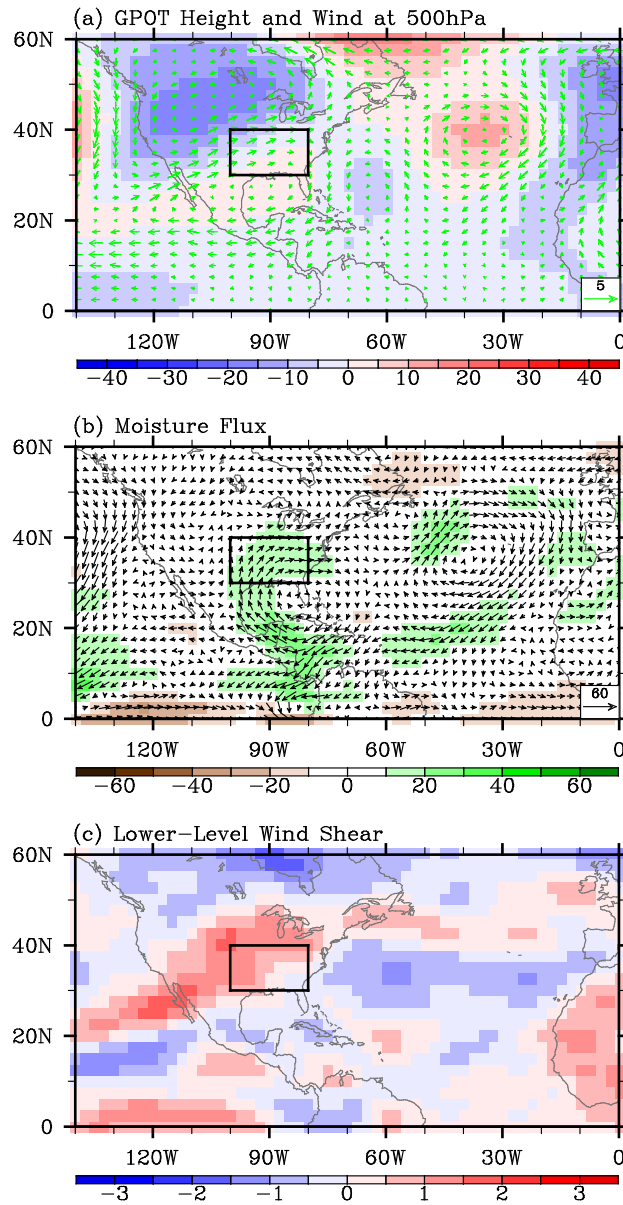 (a) GPOT Height and Wind at 500hPa
60N
40N
20N
0
5
120W 90W 60W 30W 0
−40 −30 −20 −10 0 10 20 30 40
(b) Moisture Flux
60N
40N
20N
0
60
120W 90W 60W 30W 0
−60 −40 −20 0 20 40 60
(c) Lower−Level Wind Shear
60N
40N
20N
0
120W 90W 60W 30W 0
−3 −2 −1 0 1 2 3